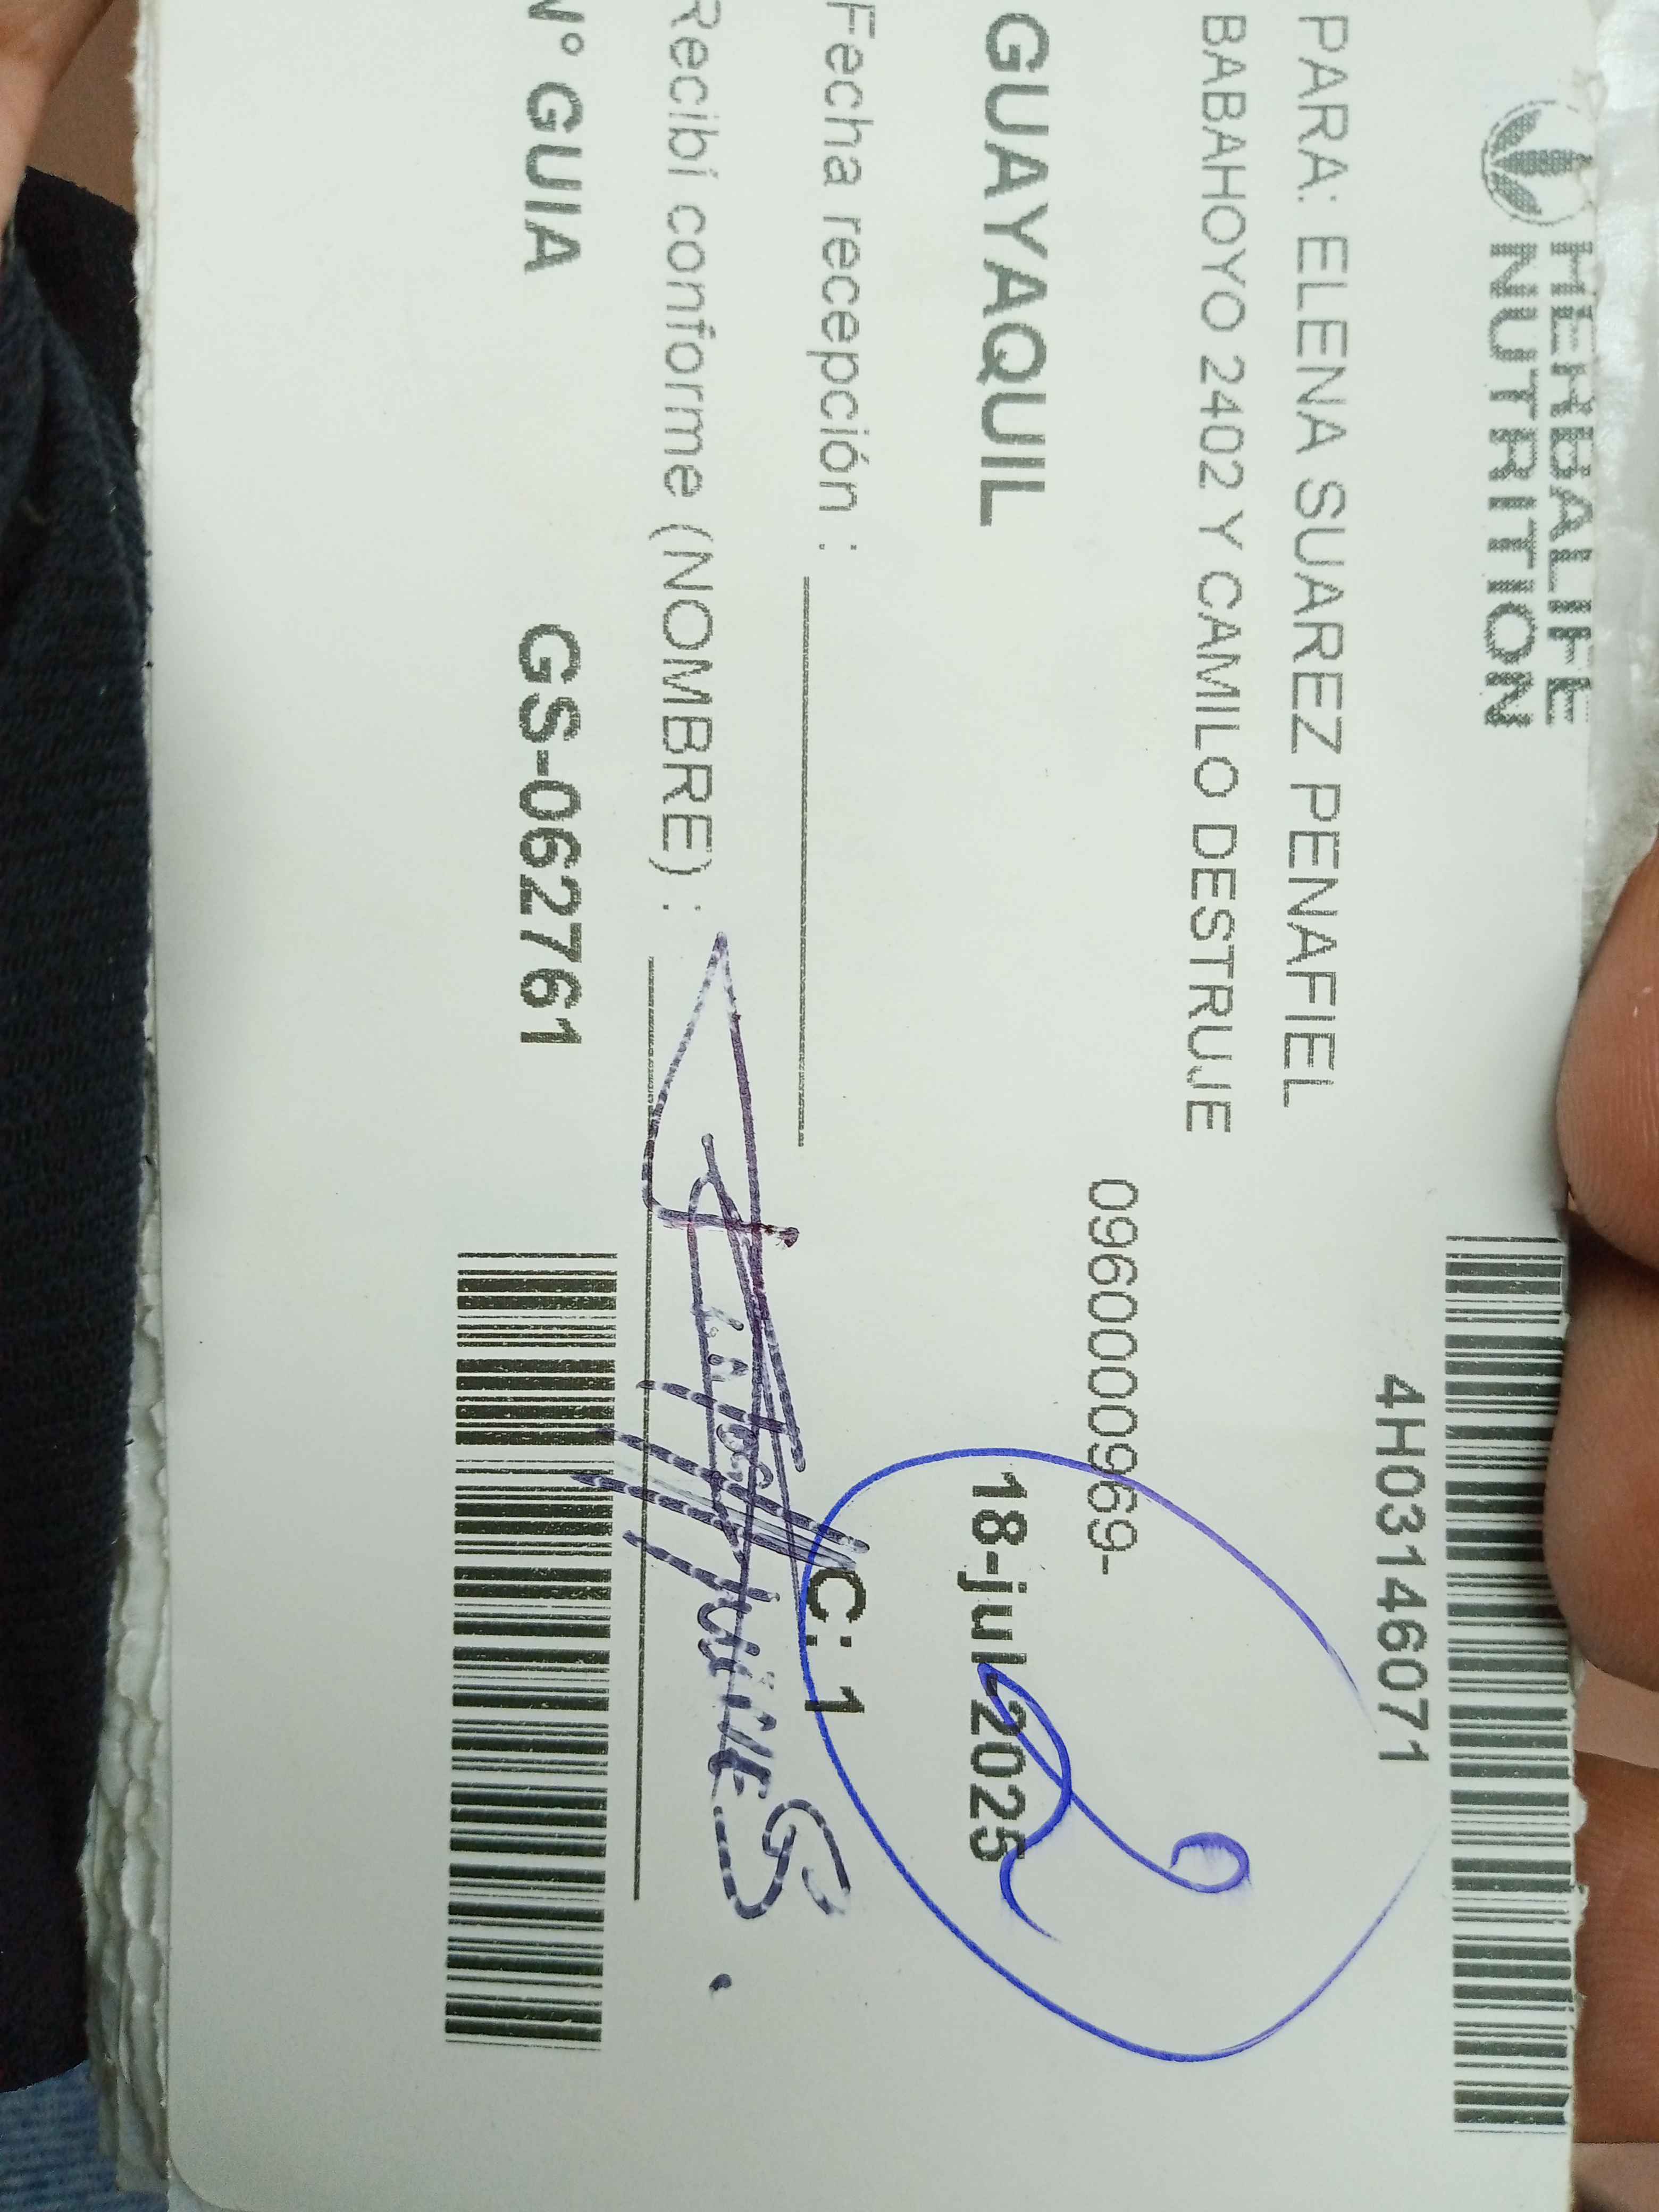 HERBALIFE
NUTRITION
4H03146071
PARA: ELENA SUAREZ PENAFIEL
BABAHOYO 2402 Y CAMILO DESTRUJE
0960000969-
GUAYAQUIL
18-jul-2025
2
Fecha recepción :
C: 1
Recibí conforme (NOMBRE) :
N° GUIA
GS-062761